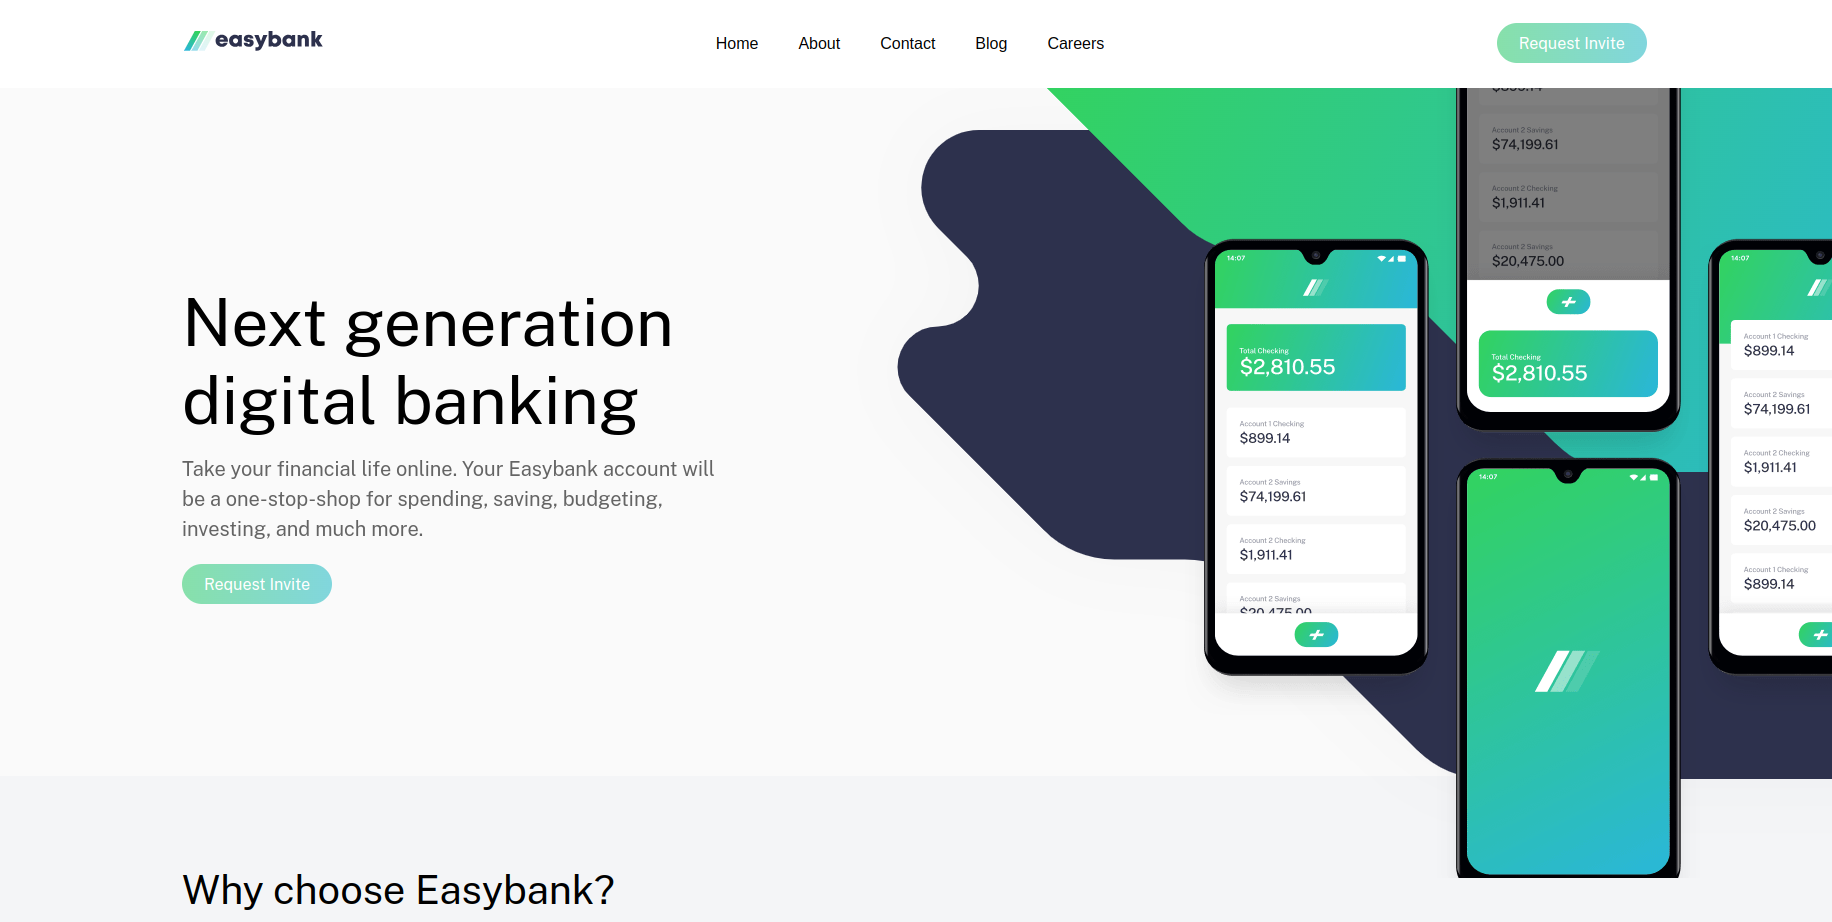 easybank
Home
About
Contact
Blog
Careers
Request Invite
Next generation
digital banking
Take your financial life online. Your Easybank account will
be a one-stop-shop for spending, saving, budgeting,
investing, and much more.
Request Invite
Account 2 Savings
$74,199.61
Account 2 Checking
$1,911.41
Account 2 Savings
$20,475.00
Total Checking
$2,810.55
14:07
Total Checking
$2,810.55
Account 1 Checking
$899.14
Account 2 Savings
$74,199.61
Account 2 Checking
$1,911.41
Account 2 Savings
$20,475.00
14:07
14:07
Account 1 Checking
$899.14
Account 2 Savings
$74,199.61
Account 2 Checking
$1,911.41
Account 2 Savings
$20,475.00
Account 1 Checking
$899.14
Why choose Easybank?